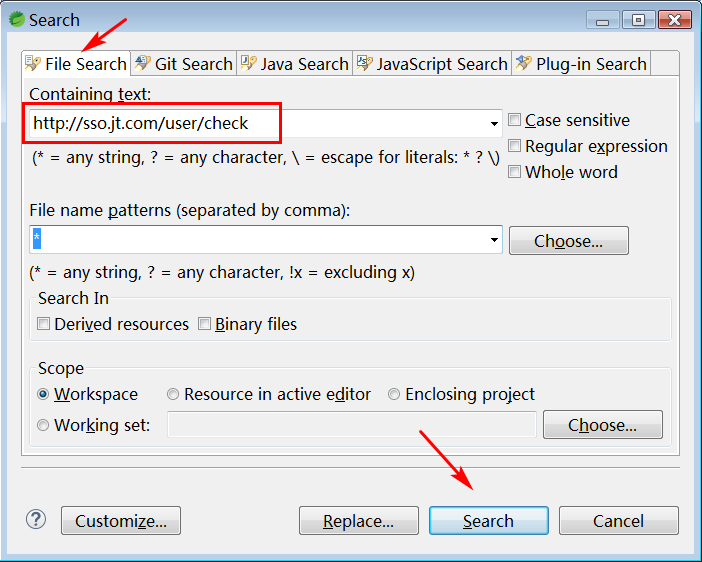 Search
File Search Git Search Java Search JavaScript Search Plug-in Search
Containing text:
http://sso.jt.com/user/check
Case sensitive
(* = any string, ? = any character, \ = escape for literals: * ? \)
Regular expression
Whole word
File name patterns (separated by comma):
*
Choose...
(* = any string, ? = any character, !x = excluding x)
Search In
Derived resources Binary files
Scope
Workspace Resource in active editor Enclosing project
Working set: Choose...
? Customize... Replace... Search Cancel